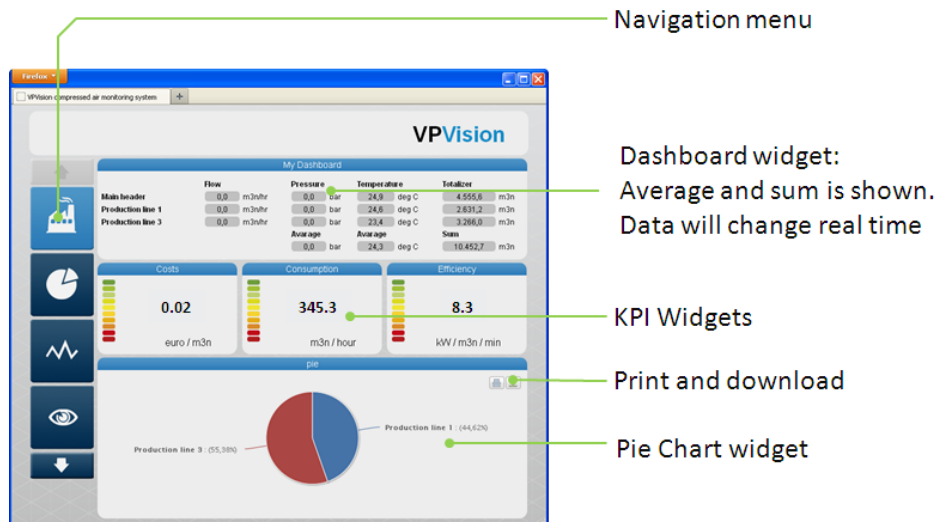 Navigation menu
Firefox
VPVision compressed air monitoring system
+
VPVision
My Dashboard
Flow Pressure Temperature Totalizer
Main header 0,0 m3n/hr 0,0 bar 24,9 deg C 4.555,6 m3n
Production line 1 0,0 m3n/hr 0,0 bar 24,6 deg C 2.631,2 m3n
Production line 3 0,0 m3n/hr 0,0 bar 23,4 deg C 3.266,0 m3n
Avarage Avarage Sum
0,0 bar 24,3 deg C 10.452,7 m3n
Dashboard widget:
Average and sum is shown.
Data will change real time
Costs Consumption Efficiency
0.02 345.3 8.3
euro / m3n m3n / hour kW / m3n / min
KPI Widgets
pie
Print and download
Production line 1 : (44,62%)
Production line 3 : (55,38%)
Pie Chart widget